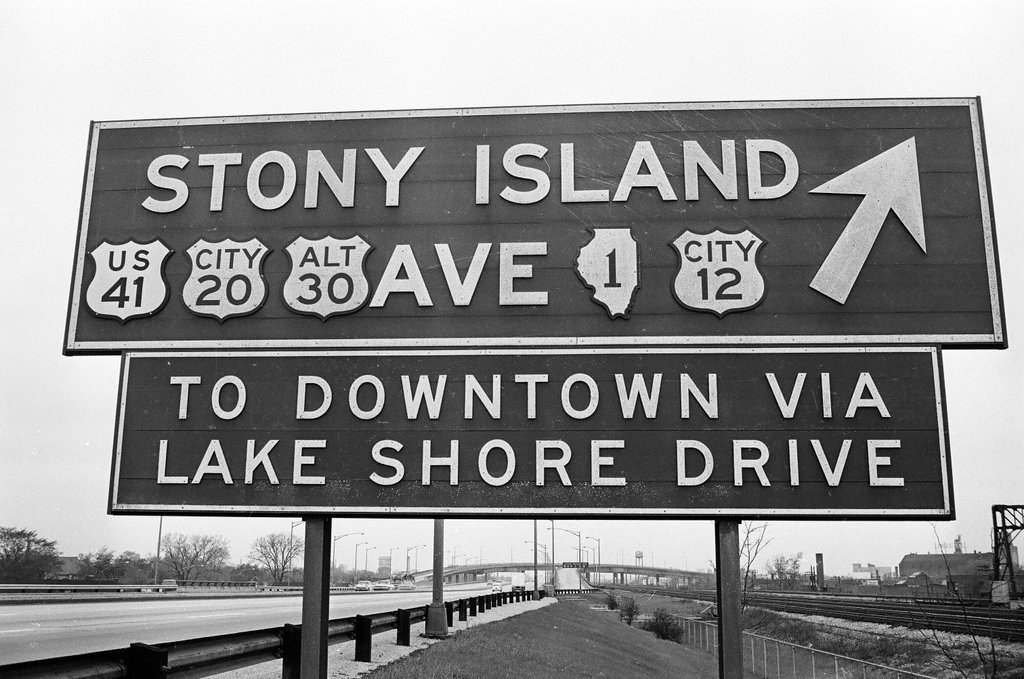 STONY ISLAND
US 41 CITY 20 ALT 30 AVE 1 CITY 12
TO DOWNTOWN VIA
LAKE SHORE DRIVE